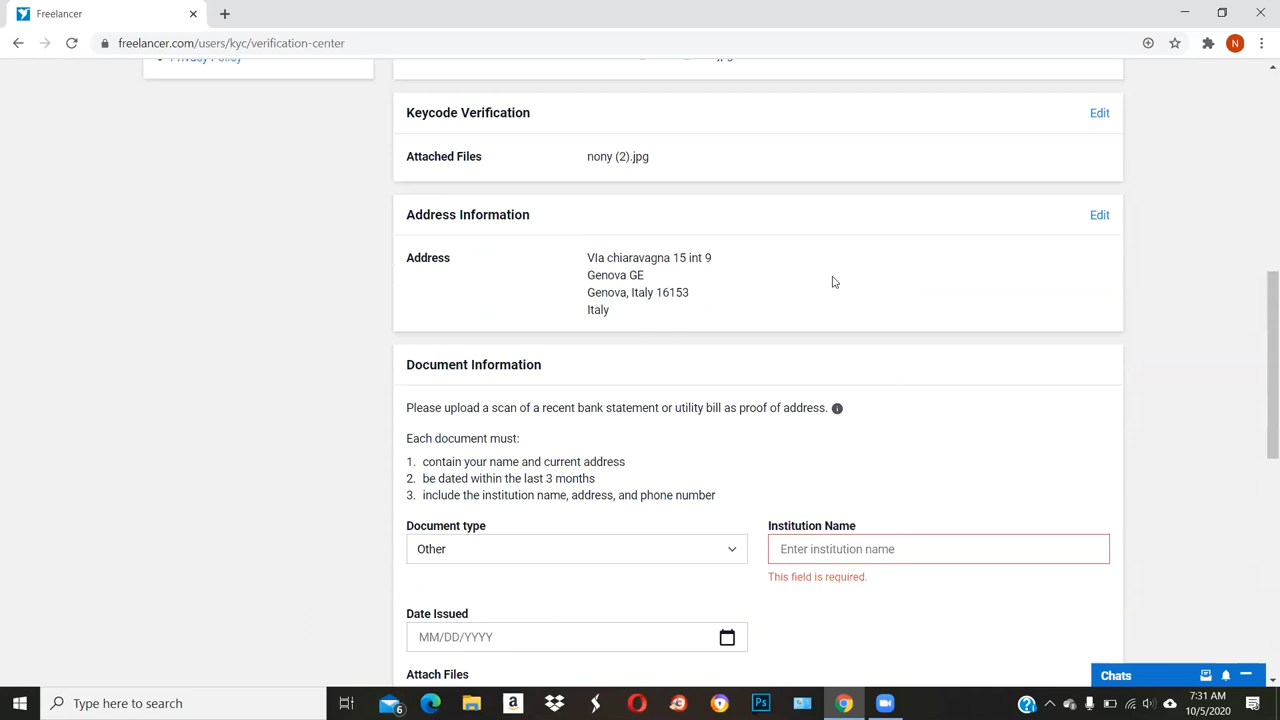 Freelancer
freelancer.com/users/kyc/verification-center
N
Privacy Policy
Keycode Verification
Edit
Attached Files
nony (2).jpg
Address Information
Edit
Address
VIa chiaravagna 15 int 9
Genova GE
Genova, Italy 16153
Italy
Document Information
Please upload a scan of a recent bank statement or utility bill as proof of address.
Each document must:
1. contain your name and current address
2. be dated within the last 3 months
3. include the institution name, address, and phone number
Document type
Institution Name
Other
Enter institution name
This field is required.
Date Issued
MM/DD/YYYY
Attach Files
Chats
Type here to search
6
Ps
7:31 AM
10/5/2020